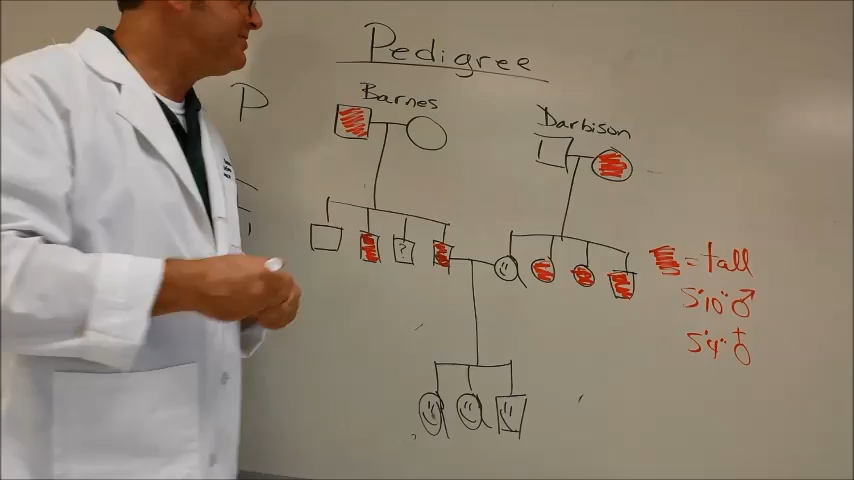 Pedigree
P
Barnes
Darbison
?
= tall
5'10" ♂
5'4" ♀